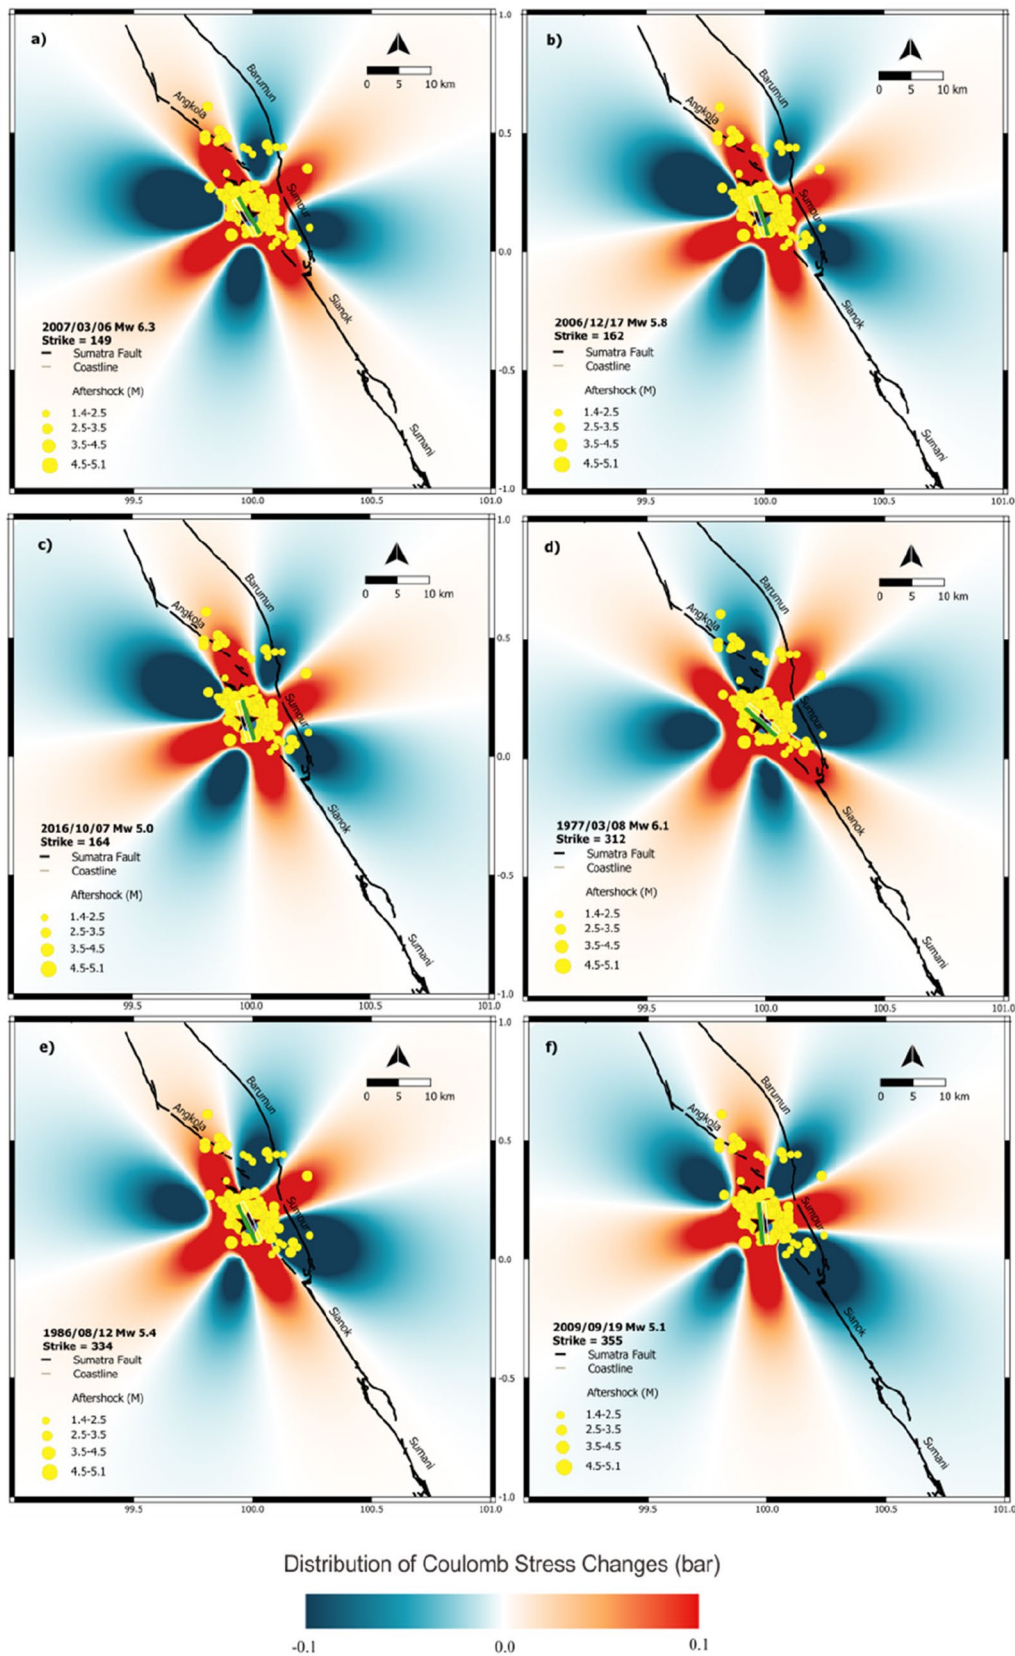 a)
Barumun
Angkola
Sumpur
Sianok
Sumani
0 5 10 km
2007/03/06 Mw 6.3
Strike = 149
Sumatra Fault
Coastline
Aftershock (M)
1.4-2.5
2.5-3.5
3.5-4.5
4.5-5.1
1.0
0.5
0.0
-0.5
-1.0
99.5 100.0 100.5 101.0
b)
Barumun
Angkola
Sumpur
Sianok
Sumani
0 5 10 km
2006/12/17 Mw 5.8
Strike = 162
Sumatra Fault
Coastline
Aftershock (M)
1.4-2.5
2.5-3.5
3.5-4.5
4.5-5.1
99.5 100.0 100.5 101.0
c)
Barumun
Angkola
Sumpur
Sianok
Sumani
0 5 10 km
2016/10/07 Mw 5.0
Strike = 164
Sumatra Fault
Coastline
Aftershock (M)
1.4-2.5
2.5-3.5
3.5-4.5
4.5-5.1
1.0
0.5
0.0
-0.5
-1.0
99.5 100.0 100.5 101.0
d)
Barumun
Angkola
Sumpur
Sianok
Sumani
0 5 10 km
1977/03/08 Mw 6.1
Strike = 312
Sumatra Fault
Coastline
Aftershock (M)
1.4-2.5
2.5-3.5
3.5-4.5
4.5-5.1
99.5 100.0 100.5 101.0
e)
Barumun
Angkola
Sumpur
Sianok
Sumani
0 5 10 km
1986/08/12 Mw 5.4
Strike = 334
Sumatra Fault
Coastline
Aftershock (M)
1.4-2.5
2.5-3.5
3.5-4.5
4.5-5.1
1.0
0.5
0.0
-0.5
-1.0
99.5 100.0 100.5 101.0
f)
Barumun
Angkola
Sumpur
Sianok
Sumani
0 5 10 km
2009/09/19 Mw 5.1
Strike = 355
Sumatra Fault
Coastline
Aftershock (M)
1.4-2.5
2.5-3.5
3.5-4.5
4.5-5.1
99.5 100.0 100.5 101.0
Distribution of Coulomb Stress Changes (bar)
-0.1 0.0 0.1